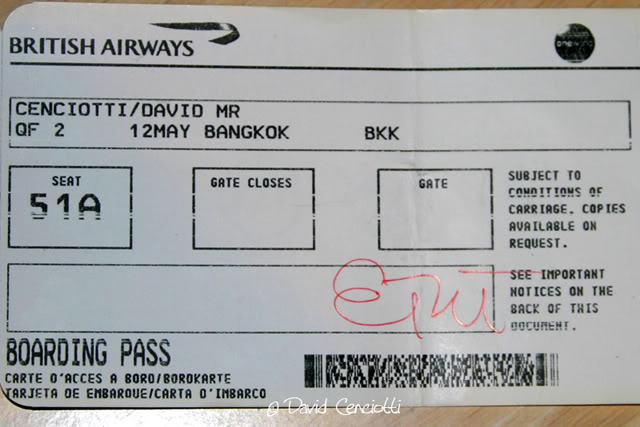 BRITISH AIRWAYS
CENCIOTTI/DAVID MR
QF 2 12MAY BANGKOK BKK
SEAT
51A
GATE CLOSES
GATE
SUBJECT TO
CONDITIONS OF
CARRIAGE. COPIES
AVAILABLE ON
REQUEST.
SEE IMPORTANT
NOTICES ON THE
BACK OF THIS
DOCUMENT.
BOARDING PASS
CARTE D'ACCES A BORD/BORDKARTE
TARJETA DE EMBARQUE/CARTA D'IMBARCO
© David Cenciotti